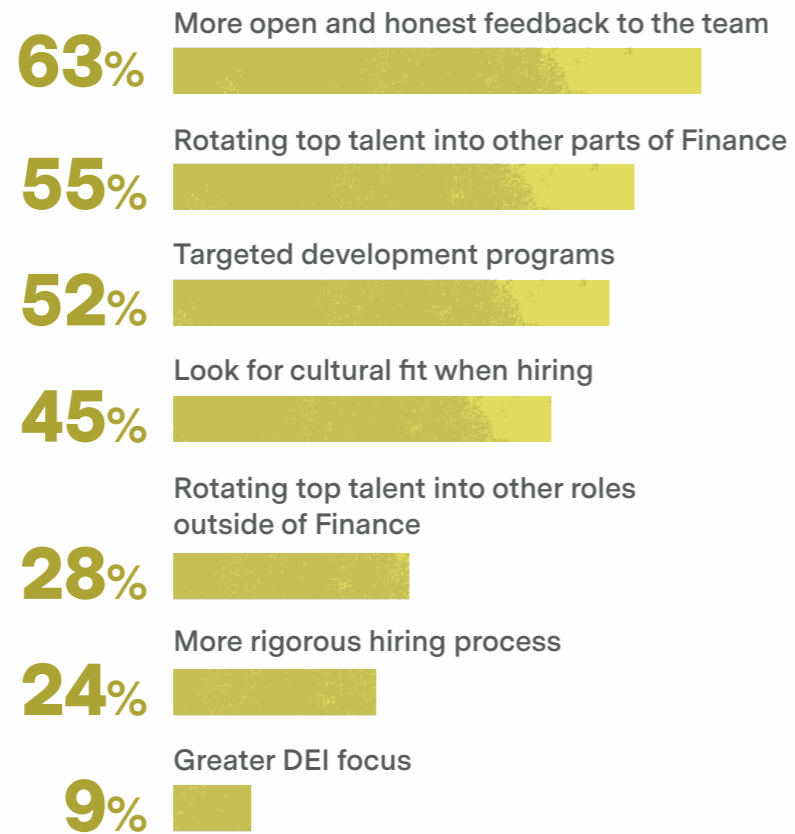 More open and honest feedback to the team
63%
Rotating top talent into other parts of Finance
55%
Targeted development programs
52%
Look for cultural fit when hiring
45%
Rotating top talent into other roles
outside of Finance
28%
More rigorous hiring process
24%
Greater DEI focus
9%